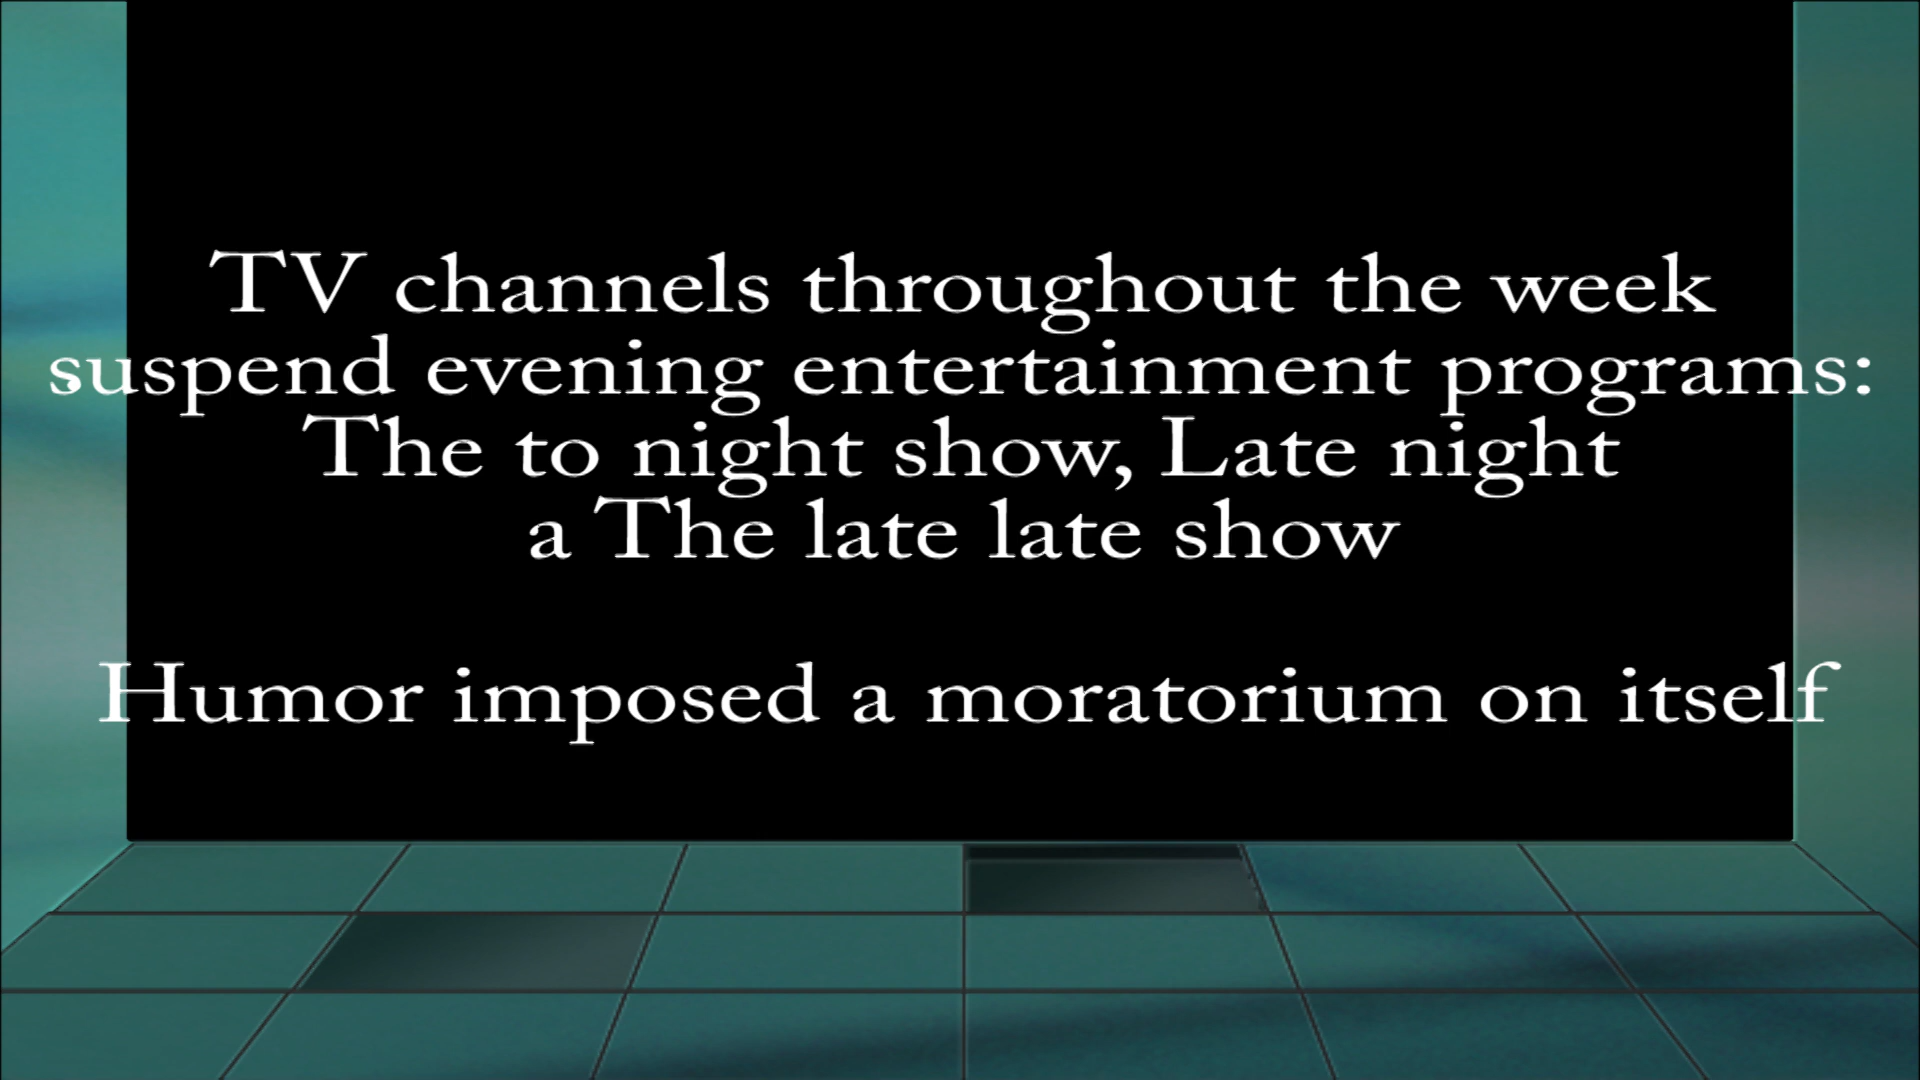 TV channels throughout the week
suspend evening entertainment programs:
The to night show, Late night
a The late late show
Humor imposed a moratorium on itself